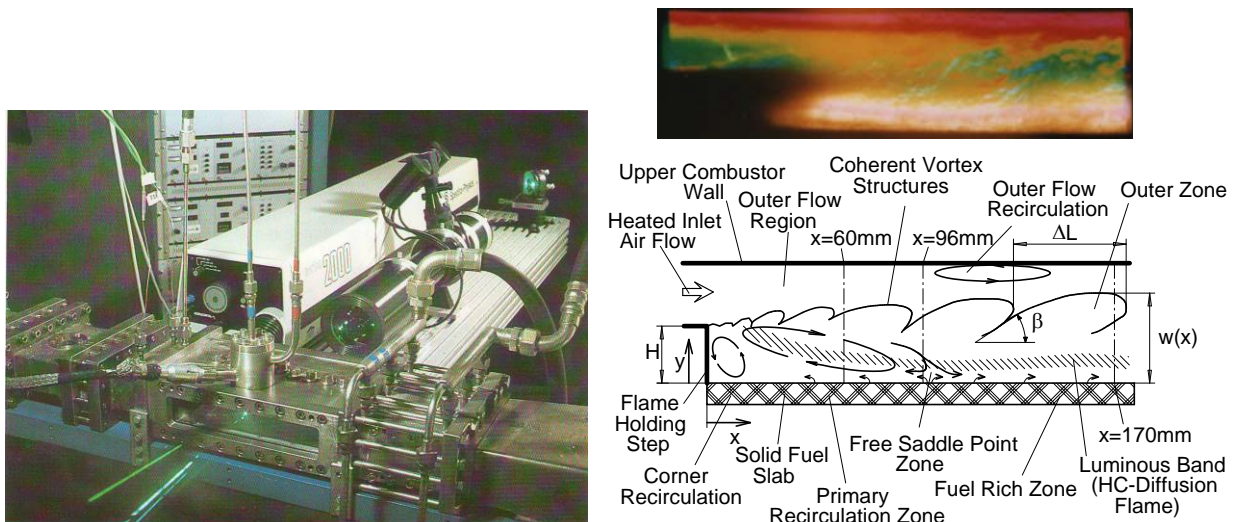 2000
Upper Combustor
Wall
Heated Inlet
Air Flow
Outer Flow
Region
Coherent Vortex
Structures
Outer Flow
Recirculation
Outer Zone
x=60mm
x=96mm
ΔL
H
y
β
w(x)
x
Flame
Holding
Step
Corner
Recirculation
Solid Fuel
Slab
Primary
Recirculation Zone
Free Saddle Point
Zone
Fuel Rich Zone
x=170mm
Luminous Band
(HC-Diffusion
Flame)